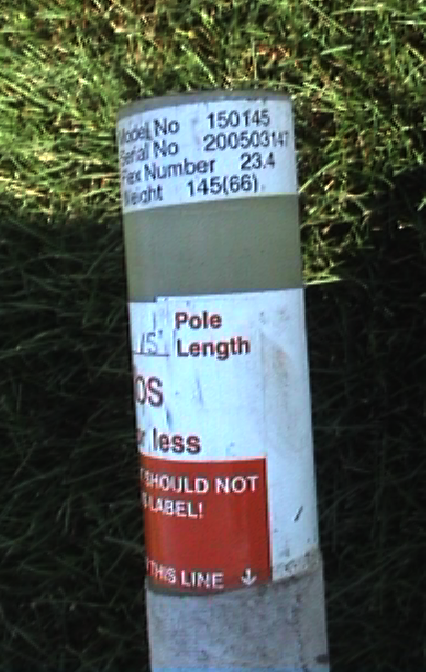 Model No 150145
Serial No 200503147
Flex Number 23.4
Weight 145(66)
15' Pole
Length
less
SHOULD NOT
LABEL!
THIS LINE ↓